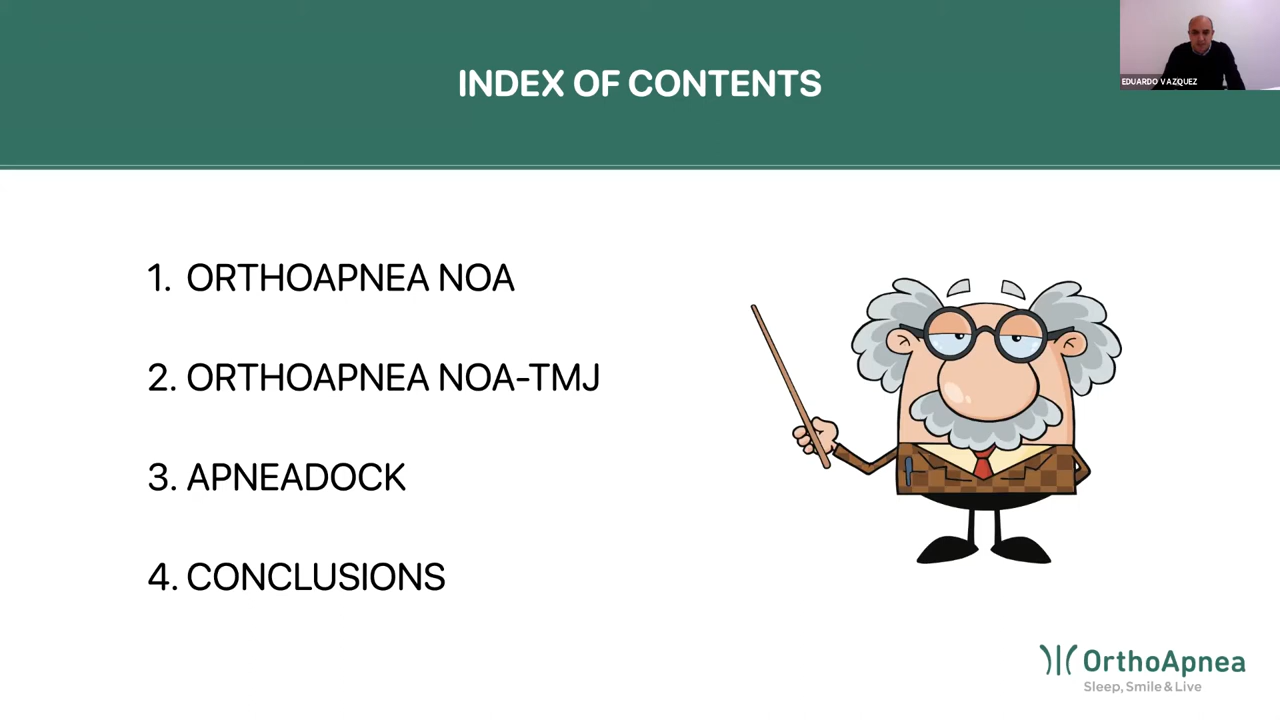 INDEX OF CONTENTS
EDUARDO VAZQUEZ
1. ORTHOAPNEA NOA
2. ORTHOAPNEA NOA-TMJ
3. APNEADOCK
4. CONCLUSIONS
OrthoApnea
Sleep, Smile & Live